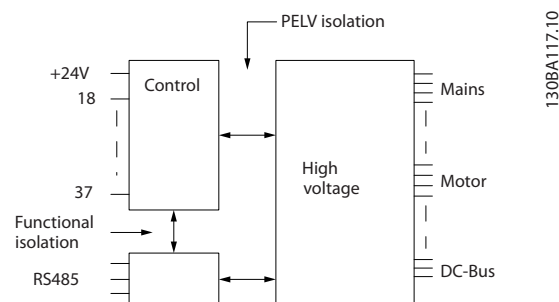 PELV isolation
+24V
18
37
Control
High
voltage
Mains
Motor
DC-Bus
Functional
isolation
RS485
130BA117.10